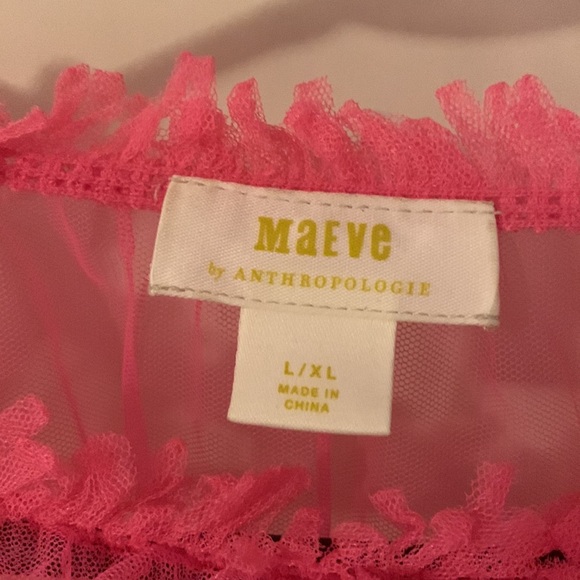 MaEVe
by ANTHROPOLOGIE
L/XL
MADE IN
CHINA